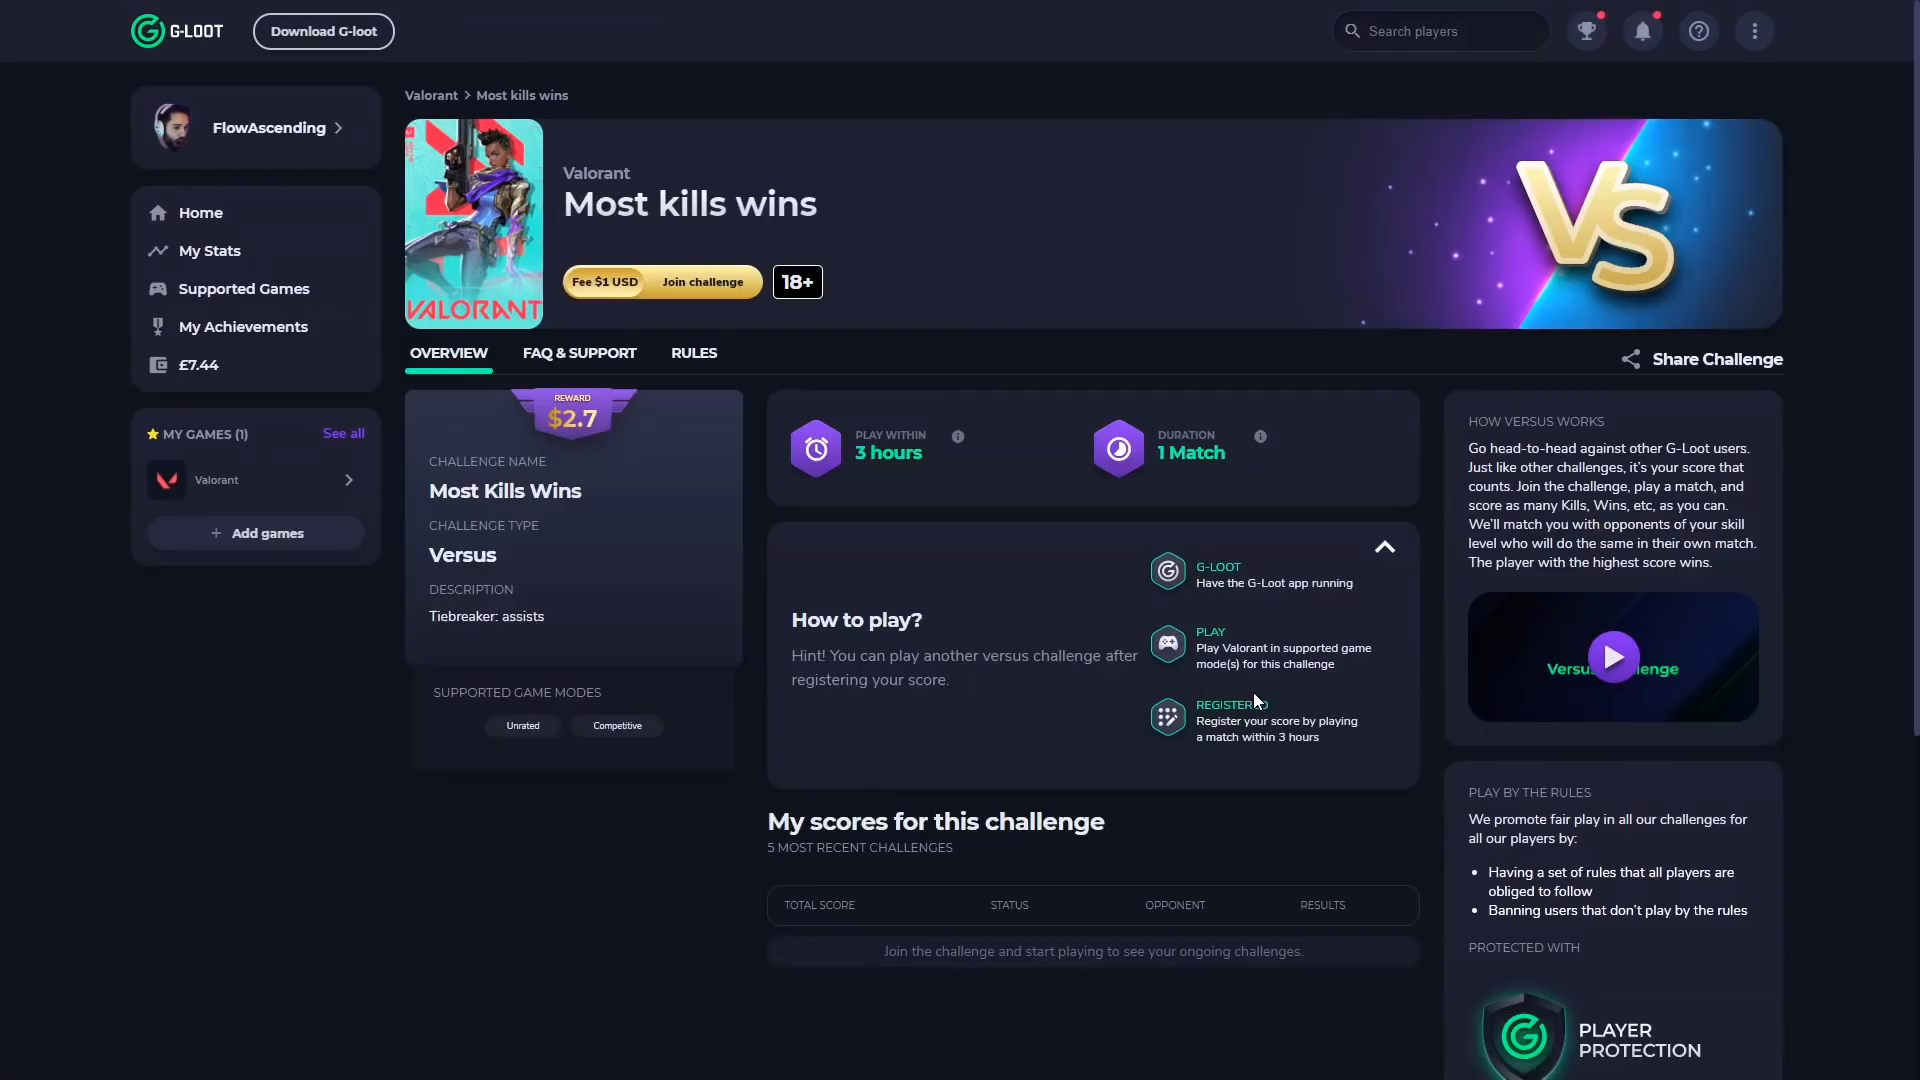 G-LOOT
Download G-loot
Search players
FlowAscending
Home
My Stats
Supported Games
My Achievements
£7.44
MY GAMES (1)
See all
Valorant
Add games
Valorant > Most kills wins
VALORANT
Valorant
Most kills wins
Fee $1 USD
Join challenge
18+
VS
OVERVIEW
FAQ & SUPPORT
RULES
Share Challenge
REWARD
$2.7
CHALLENGE NAME
Most Kills Wins
CHALLENGE TYPE
Versus
DESCRIPTION
Tiebreaker: assists
SUPPORTED GAME MODES
Unrated
Competitive
PLAY WITHIN
3 hours
DURATION
1 Match
How to play?
Hint! You can play another versus challenge after
registering your score.
G-LOOT
Have the G-Loot app running
PLAY
Play Valorant in supported game
mode(s) for this challenge
REGISTERED
Register your score by playing
a match within 3 hours
My scores for this challenge
5 MOST RECENT CHALLENGES
TOTAL SCORE
STATUS
OPPONENT
RESULTS
Join the challenge and start playing to see your ongoing challenges.
HOW VERSUS WORKS
Go head-to-head against other G-Loot users.
Just like other challenges, it's your score that
counts. Join the challenge, play a match, and
score as many Kills, Wins, etc, as you can.
We'll match you with opponents of your skill
level who will do the same in their own match.
The player with the highest score wins.
PLAY BY THE RULES
We promote fair play in all our challenges for
all our players by:
• Having a set of rules that all players are
obliged to follow
• Banning users that don't play by the rules
PROTECTED WITH
PLAYER
PROTECTION